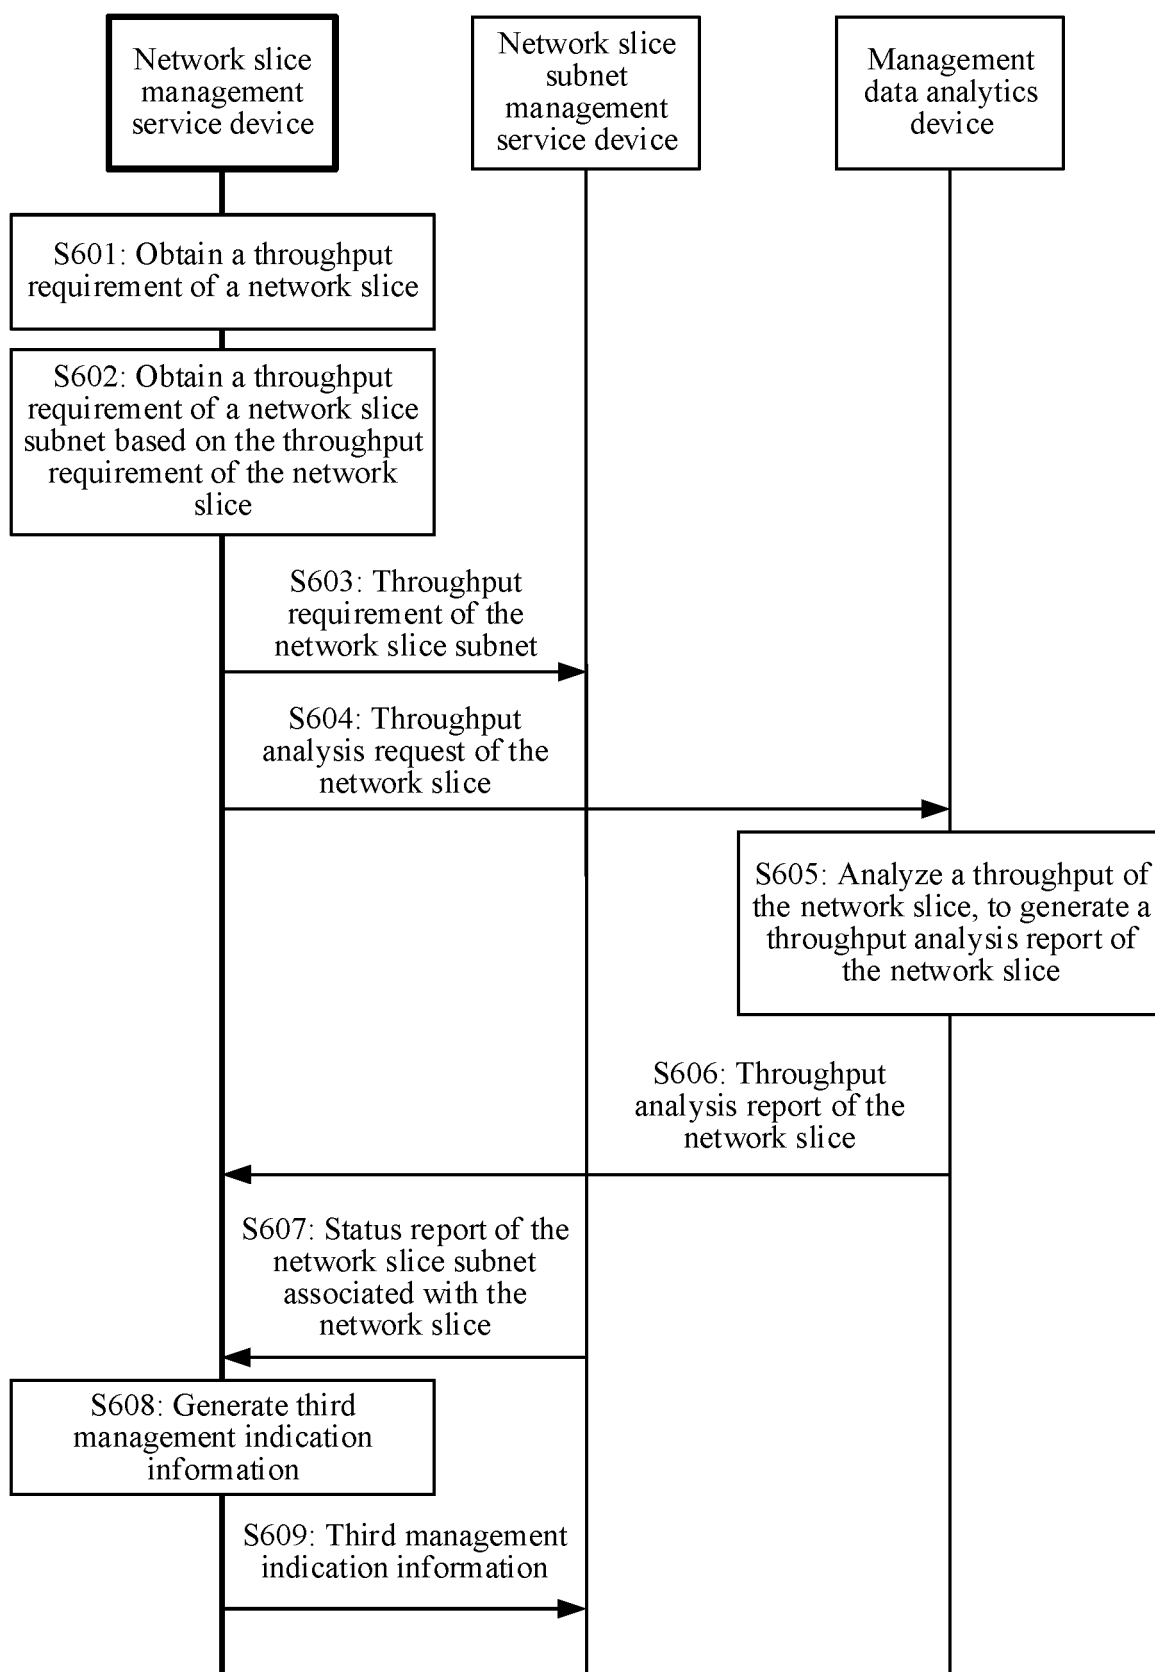 Network slice
management
service device
Network slice
subnet
management
service device
Management
data analytics
device
S601: Obtain a throughput
requirement of a network slice
S602: Obtain a throughput
requirement of a network slice
subnet based on the throughput
requirement of the network
slice
S603: Throughput
requirement of the
network slice subnet
S604: Throughput
analysis request of the
network slice
S605: Analyze a throughput of
the network slice, to generate a
throughput analysis report of
the network slice
S606: Throughput
analysis report of the
network slice
S607: Status report of the
network slice subnet
associated with the
network slice
S608: Generate third
management indication
information
S609: Third management
indication information